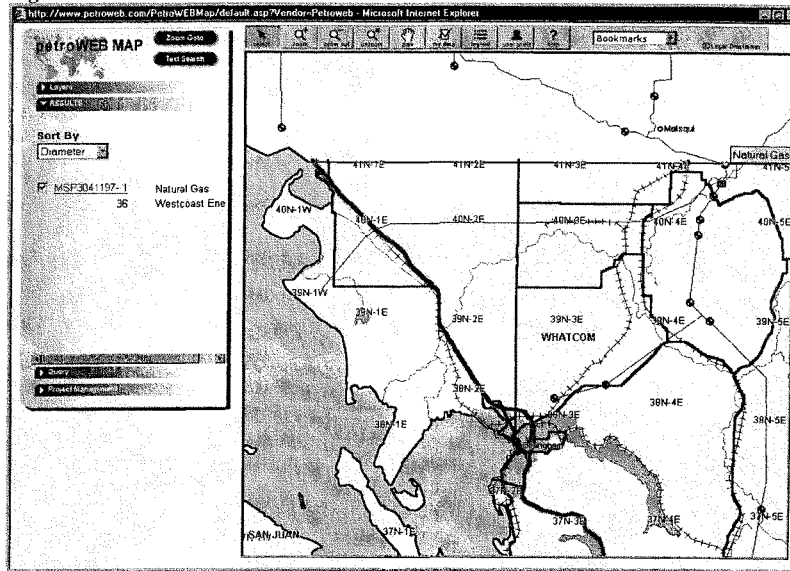 http://www.petroweb.com/PetroWEBMap/default.asp?Vendor=Petroweb - Microsoft Internet Explorer
petroWEB MAP
Zoom Goto
Text Search
Bookmarks
Layers
RESULTS
Sort By
Diameter
MSP3041197- 1 Natural Gas
36 Westcoast Ene
Query
Project Management
Matsqui
Natural Gas
41N-1E 41N-2E 41N-3E 41N-4E 41N-5
40N-1W 40N-1E 40N-2E 40N-3E 40N-4E 40N-5E
39N-1W
39N-1E 39N-2E 39N-3E 39N-4E 39N-5E
WHATCOM
38N-1E 38N-2E 38N-3E 38N-4E 38N-5E
37N-1E 37N-3E 37N-4E 37N-5E
SAN JUAN